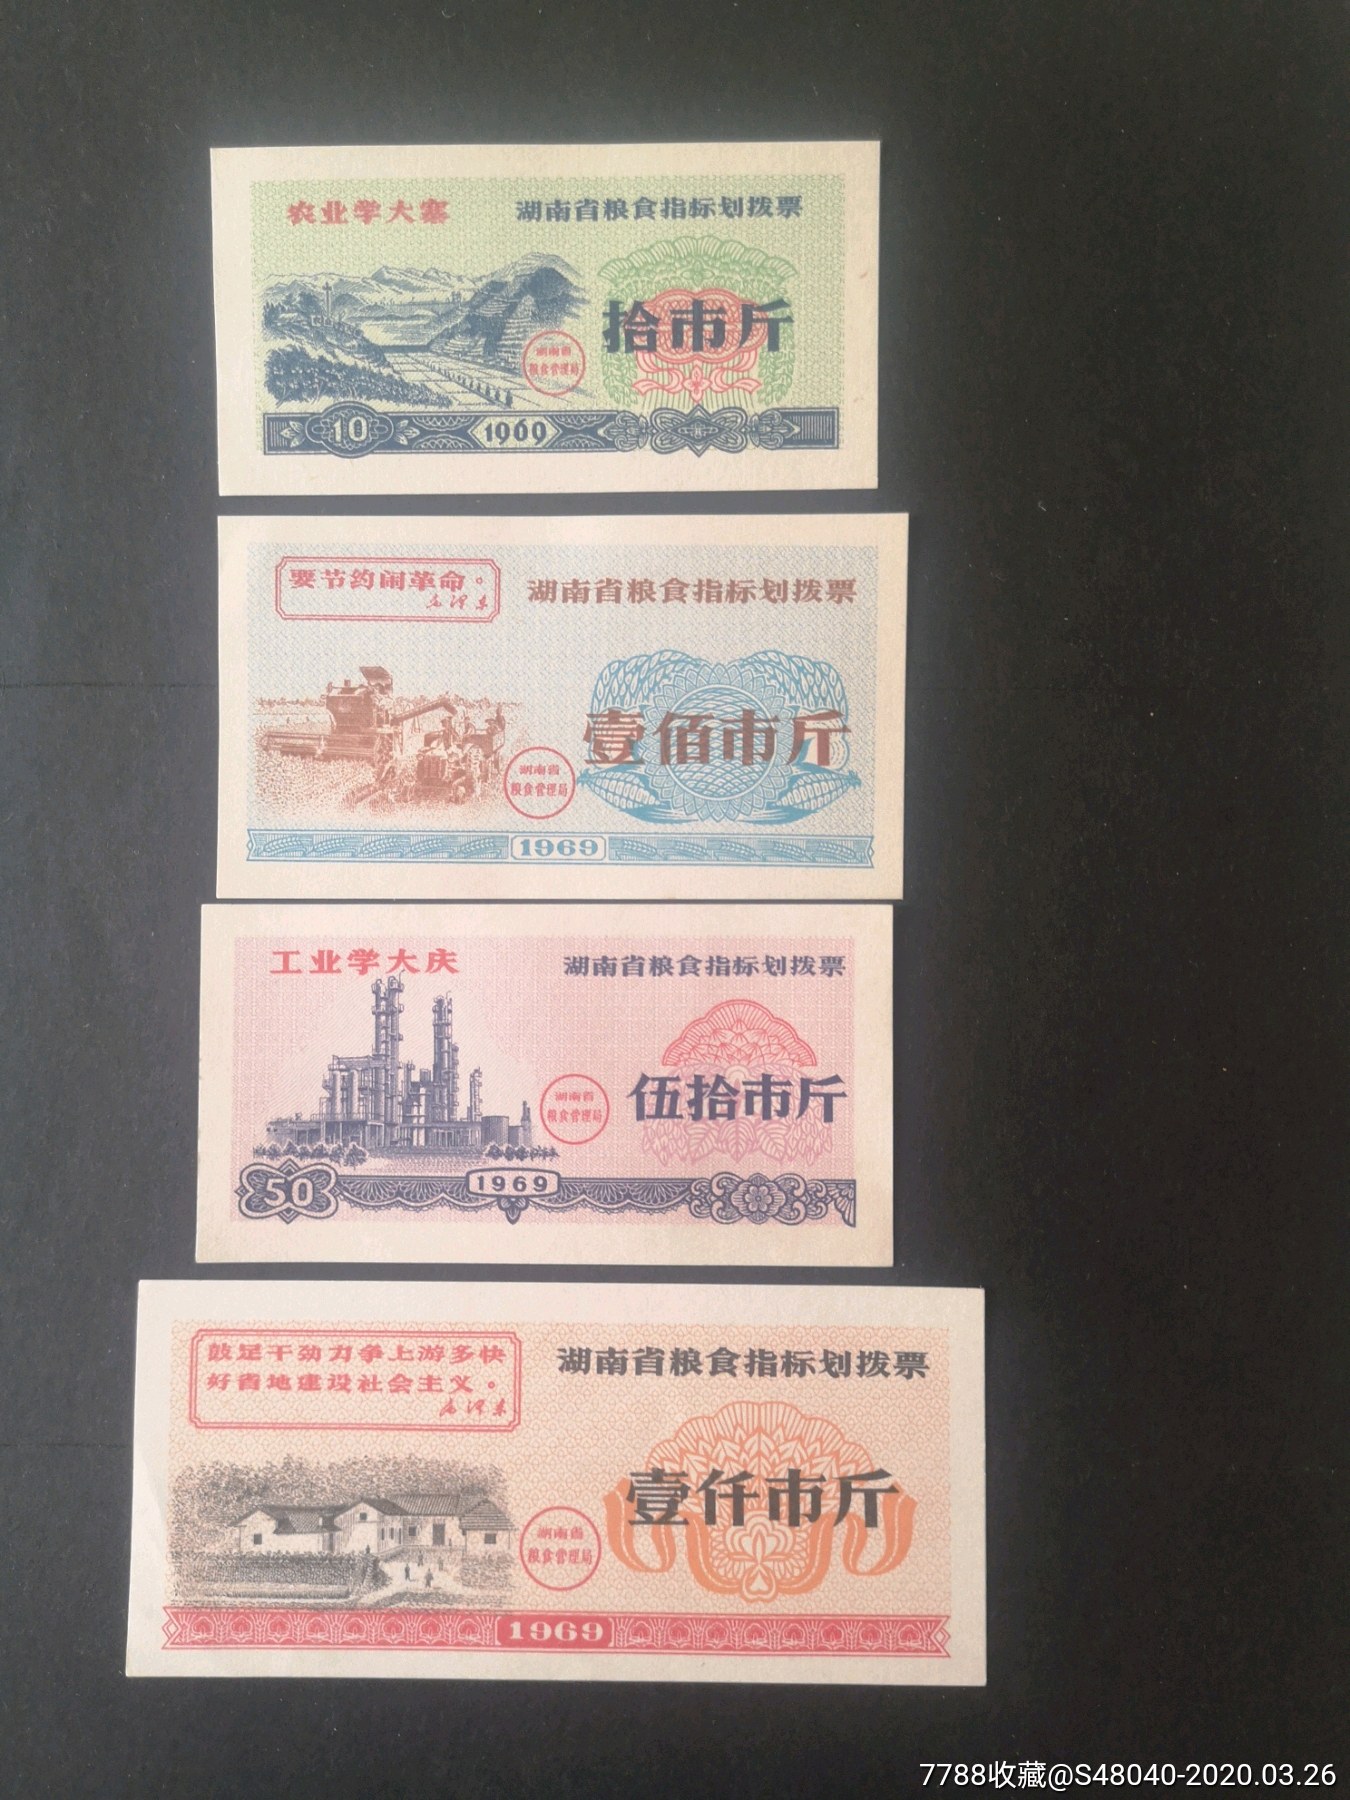 农业学大寨
湖南省粮食指标划拨票
拾市斤
湖南省
粮食管理局
10
1969
要节约闹革命。
毛泽东
湖南省粮食指标划拨票
壹佰市斤
湖南省
粮食管理局
1969
工业学大庆
湖南省粮食指标划拨票
伍拾市斤
湖南省
粮食管理局
50
1969
鼓足干劲力争上游多快
好省地建设社会主义。
毛泽东
湖南省粮食指标划拨票
壹仟市斤
湖南省
粮食管理局
1969
7788收藏@S48040-2020.03.26